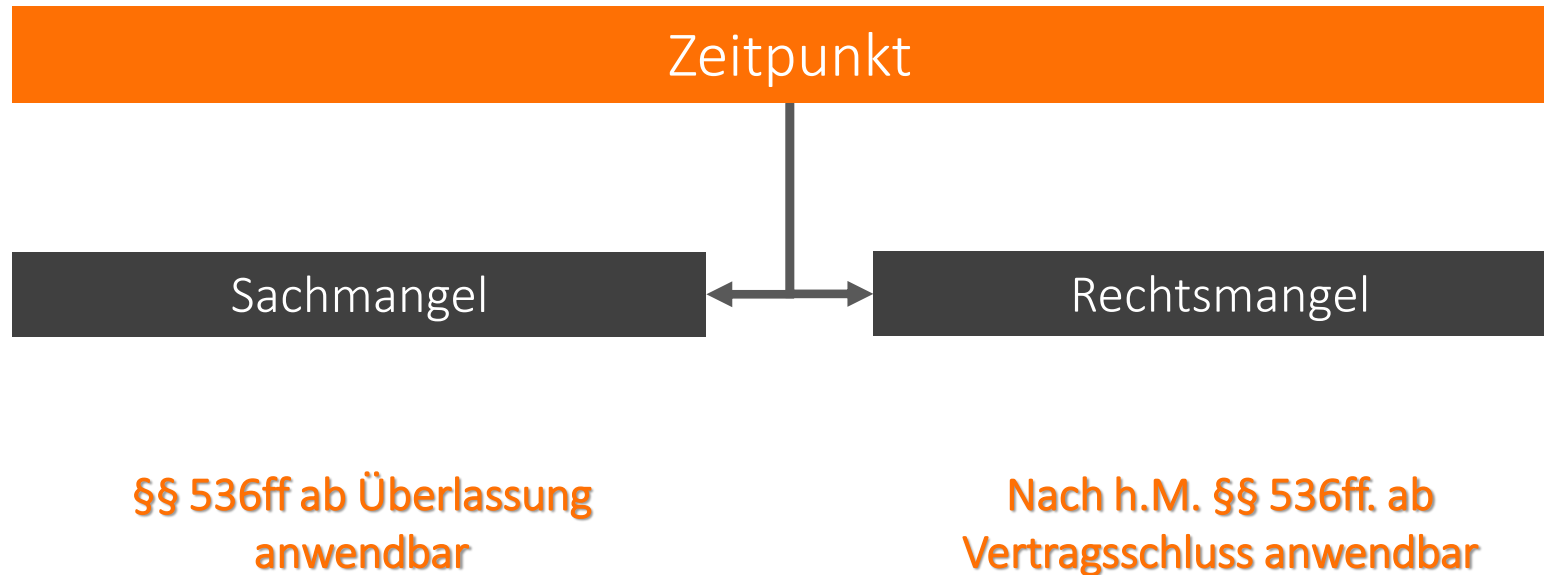 Zeitpunkt
Sachmangel
Rechtsmangel
§§ 536ff ab Überlassung
anwendbar
Nach h.M. §§ 536ff. ab
Vertragsschluss anwendbar